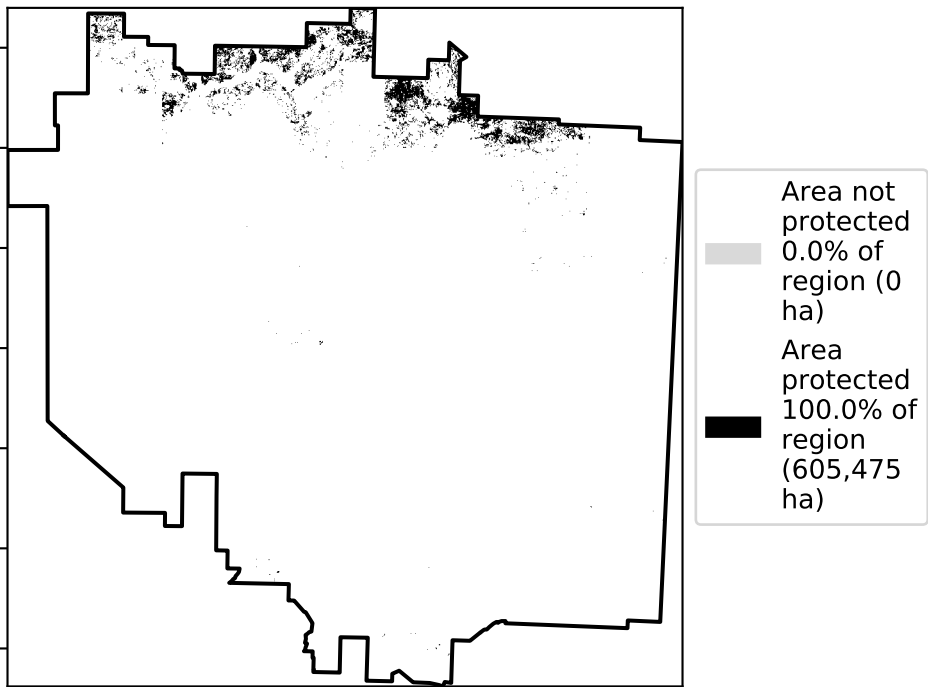 Area not
protected
0.0% of
region (0
ha)
Area
protected
100.0% of
region
(605,475
ha)